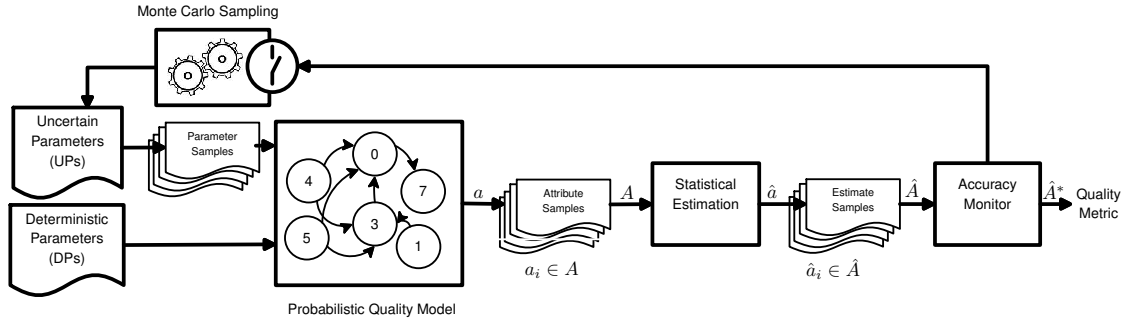 Monte Carlo Sampling
Uncertain
Parameters
(UPs)
Parameter
Samples
Deterministic
Parameters
(DPs)
0
4
7
3
5
1
Probabilistic Quality Model
a
Attribute
Samples
A
a_i ∈ A
Statistical
Estimation
â
Estimate
Samples
Â
â_i ∈ Â
Accuracy
Monitor
Â*
Quality
Metric